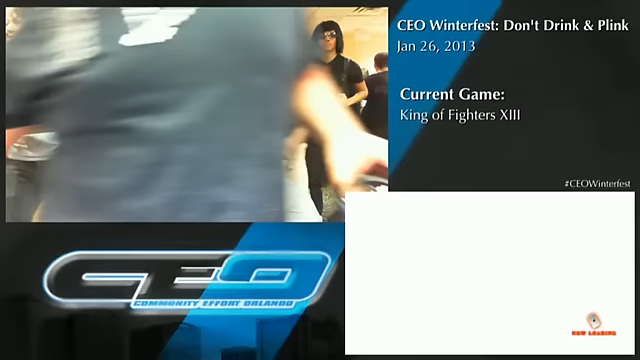 CEO Winterfest: Don't Drink & Plink
Jan 26, 2013
Current Game:
King of Fighters XIII
#CEOWinterfest
CEO
COMMUNITY EFFORT ORLANDO
NOW LOADING